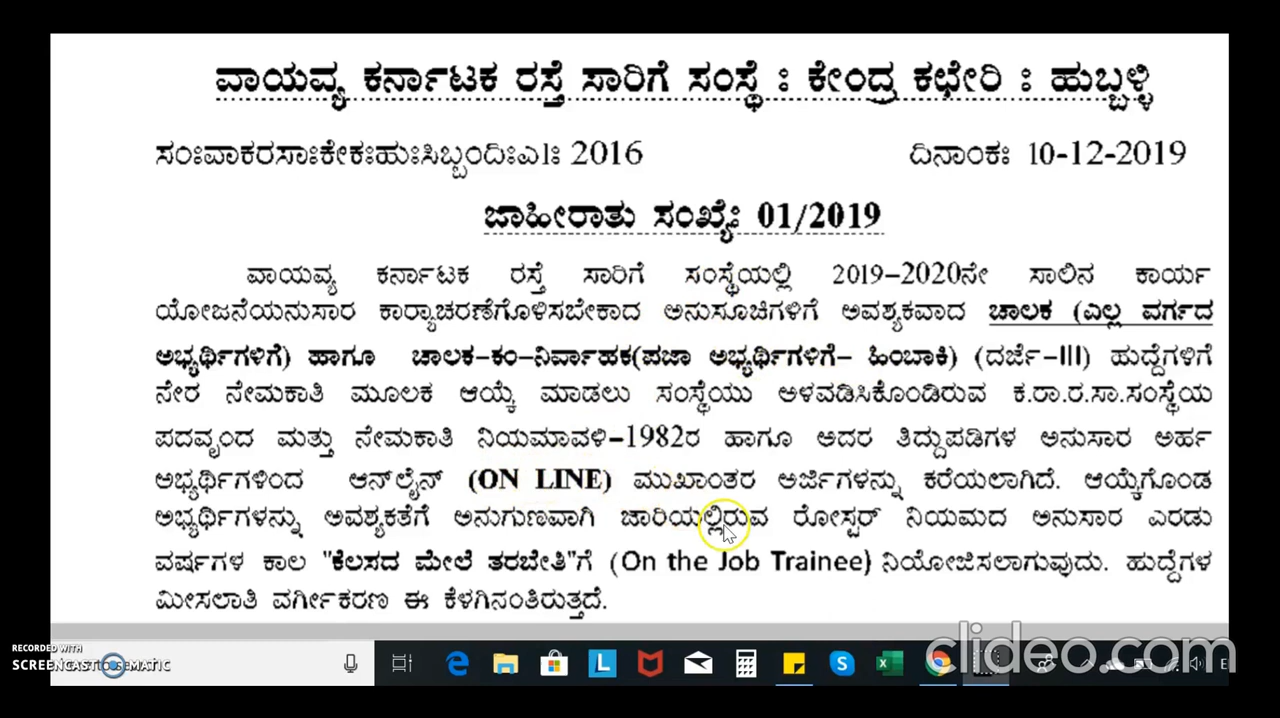 ವಾಯವ್ಯ ಕರ್ನಾಟಕ ರಸ್ತೆ ಸಾರಿಗೆ ಸಂಸ್ಥೆ : ಕೇಂದ್ರ ಕಛೇರಿ : ಹುಬ್ಬಳ್ಳಿ
ಸಂಃವಾಕರಸಾಃಕೇಕಃಹುಃಸಿಬ್ಬಂದಿಃಎ1ಃ 2016 ದಿನಾಂಕಃ 10-12-2019
ಜಾಹೀರಾತು ಸಂಖ್ಯೆಃ 01/2019
ವಾಯವ್ಯ ಕರ್ನಾಟಕ ರಸ್ತೆ ಸಾರಿಗೆ ಸಂಸ್ಥೆಯಲ್ಲಿ 2019-2020ನೇ ಸಾಲಿನ ಕಾರ್ಯ
ಯೋಜನೆಯನುಸಾರ ಕಾರ‍್ಯಾಚರಣೆಗೊಳಿಸಬೇಕಾದ ಅನುಸೂಚಿಗಳಿಗೆ ಅವಶ್ಯಕವಾದ ಚಾಲಕ (ಎಲ್ಲ ವರ್ಗದ
ಅಭ್ಯರ್ಥಿಗಳಿಗೆ) ಹಾಗೂ ಚಾಲಕ-ಕಂ-ನಿರ್ವಾಹಕ(ಪಜಾ ಅಭ್ಯರ್ಥಿಗಳಿಗೆ- ಹಿಂಬಾಕಿ) (ದರ್ಜೆ-III) ಹುದ್ದೆಗಳಿಗೆ
ನೇರ ನೇಮಕಾತಿ ಮೂಲಕ ಆಯ್ಕೆ ಮಾಡಲು ಸಂಸ್ಥೆಯು ಅಳವಡಿಸಿಕೊಂಡಿರುವ ಕ.ರಾ.ರ.ಸಾ.ಸಂಸ್ಥೆಯ
ಪದವೃಂದ ಮತ್ತು ನೇಮಕಾತಿ ನಿಯಮಾವಳಿ-1982ರ ಹಾಗೂ ಅದರ ತಿದ್ದುಪಡಿಗಳ ಅನುಸಾರ ಅರ್ಹ
ಅಭ್ಯರ್ಥಿಗಳಿಂದ ಆನ್‌ಲೈನ್ (ON LINE) ಮುಖಾಂತರ ಅರ್ಜಿಗಳನ್ನು ಕರೆಯಲಾಗಿದೆ. ಆಯ್ಕೆಗೊಂಡ
ಅಭ್ಯರ್ಥಿಗಳನ್ನು ಅವಶ್ಯಕತೆಗೆ ಅನುಗುಣವಾಗಿ ಜಾರಿಯಲ್ಲಿರುವ ರೋಸ್ಟರ್ ನಿಯಮದ ಅನುಸಾರ ಎರಡು
ವರ್ಷಗಳ ಕಾಲ "ಕೆಲಸದ ಮೇಲೆ ತರಬೇತಿ"ಗೆ (On the Job Trainee) ನಿಯೋಜಿಸಲಾಗುವುದು. ಹುದ್ದೆಗಳ
ಮೀಸಲಾತಿ ವರ್ಗೀಕರಣ ಈ ಕೆಳಗಿನಂತಿರುತ್ತದೆ.
RECORDED WITH
SCREENCAST-O-MATIC
clideo.com